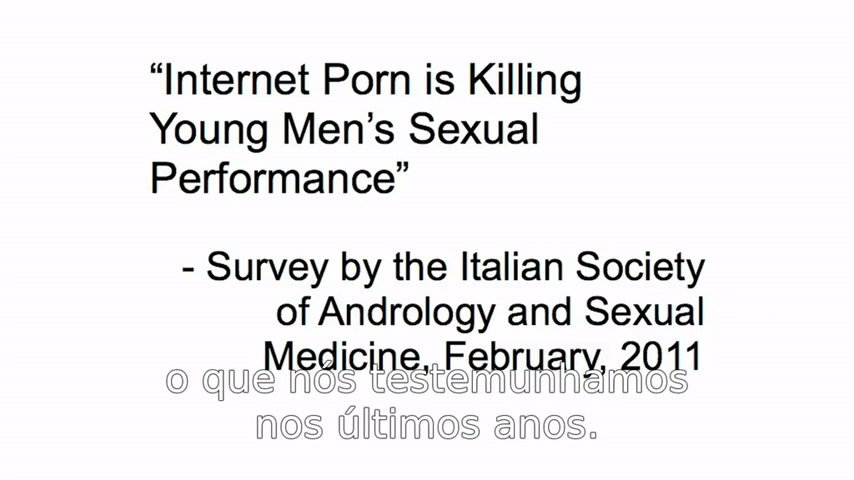 “Internet Porn is Killing
Young Men’s Sexual
Performance”
- Survey by the Italian Society
of Andrology and Sexual
Medicine, February, 2011
o que nós testemunhamos
nos últimos anos.